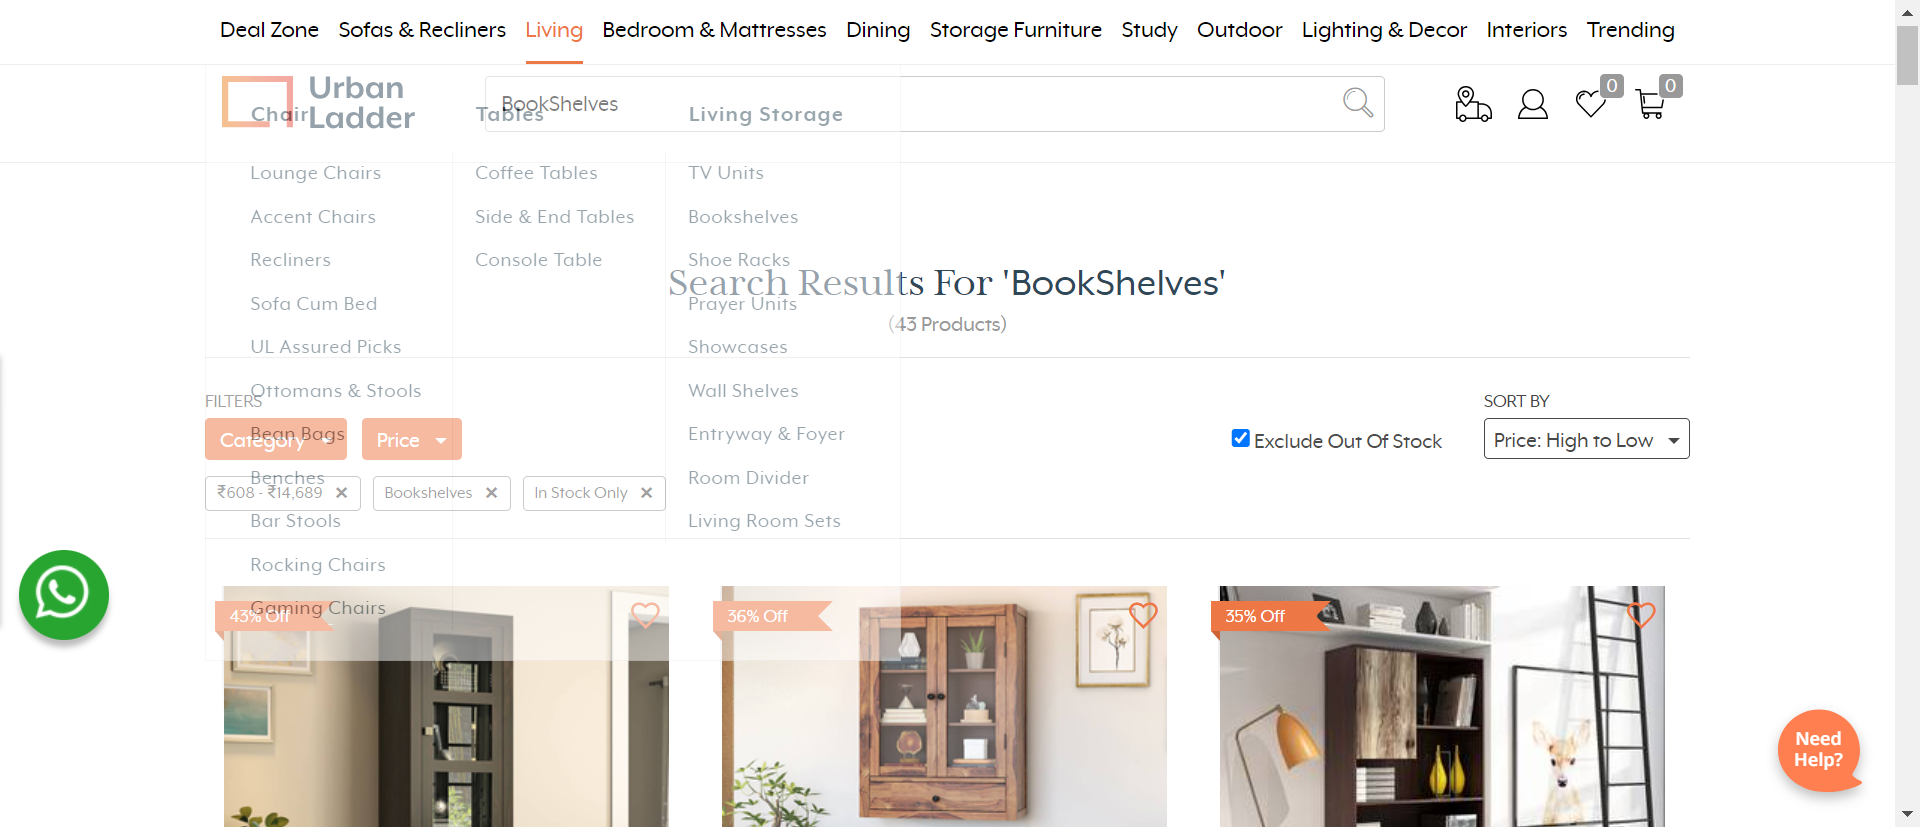 Deal Zone Sofas & Recliners Living Bedroom & Mattresses Dining Storage Furniture Study Outdoor Lighting & Decor Interiors Trending
Urban
Ladder
BookShelves
0
0
Chair
Tables
Living Storage
Lounge Chairs
Coffee Tables
TV Units
Accent Chairs
Side & End Tables
Bookshelves
Recliners
Console Table
Shoe Racks
Search Results For 'BookShelves'
Sofa Cum Bed
Prayer Units
(43 Products)
UL Assured Picks
Showcases
Ottomans & Stools
Wall Shelves
FILTERS
SORT BY
Bean Bags
Entryway & Foyer
Category
Price
Exclude Out Of Stock
Price: High to Low
Benches
Room Divider
₹608 - ₹14,689 ✕
Bookshelves ✕
In Stock Only ✕
Bar Stools
Living Room Sets
Rocking Chairs
Gaming Chairs
43% Off
36% Off
35% Off
Need
Help?